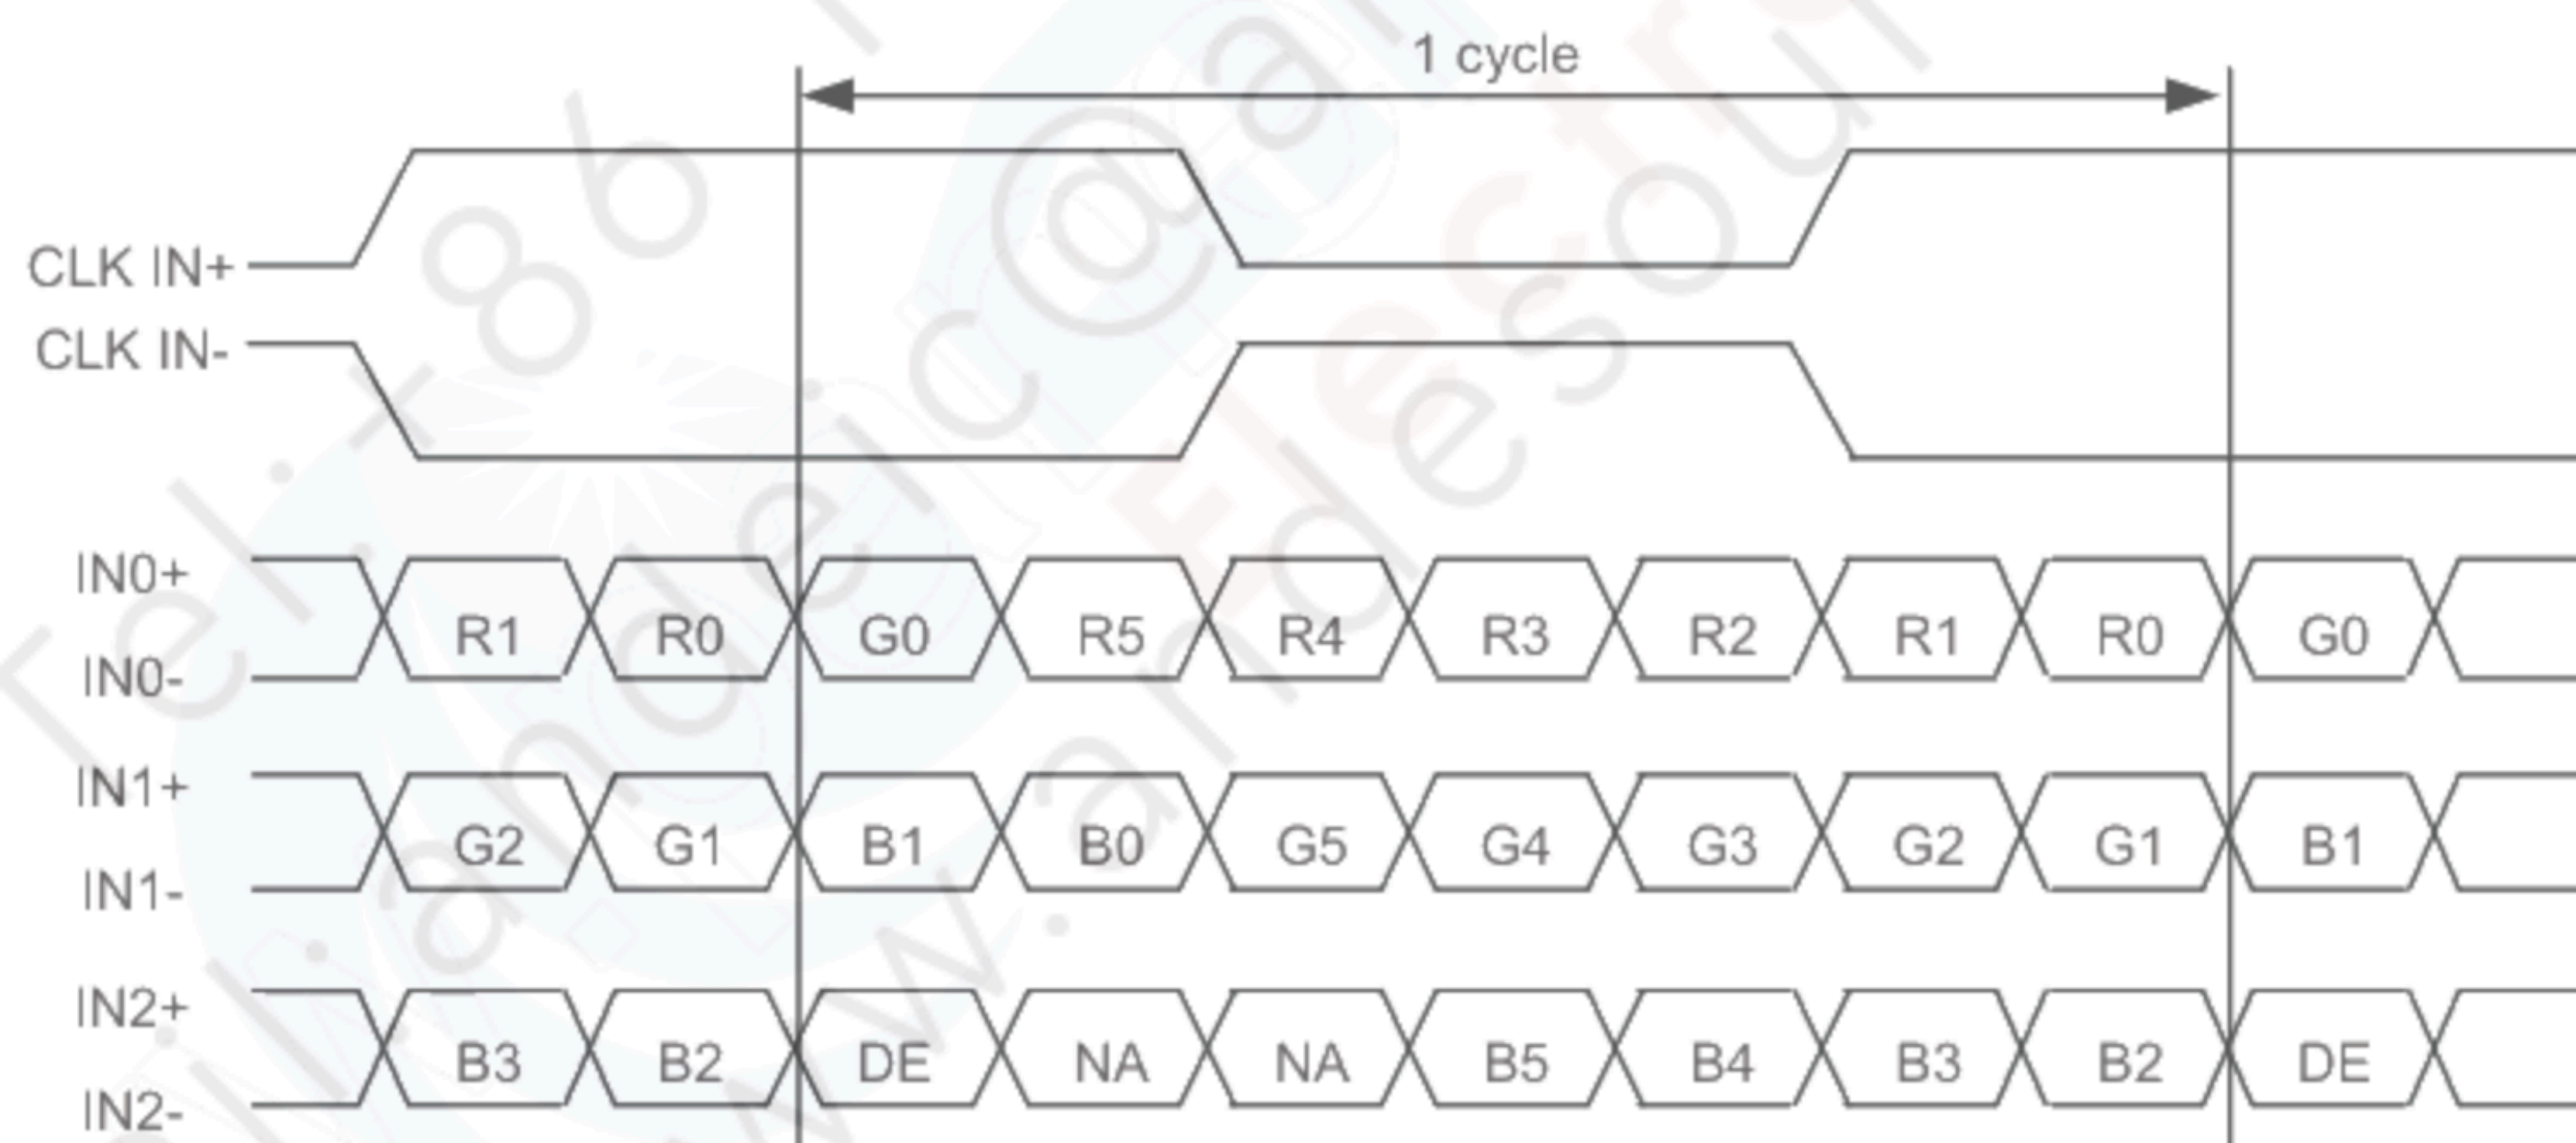 1 cycle
CLK IN+
CLK IN-
IN0+
R1 R0 G0 R5 R4 R3 R2 R1 R0 G0
IN0-
IN1+
G2 G1 B1 B0 G5 G4 G3 G2 G1 B1
IN1-
IN2+
B3 B2 DE NA NA B5 B4 B3 B2 DE
IN2-